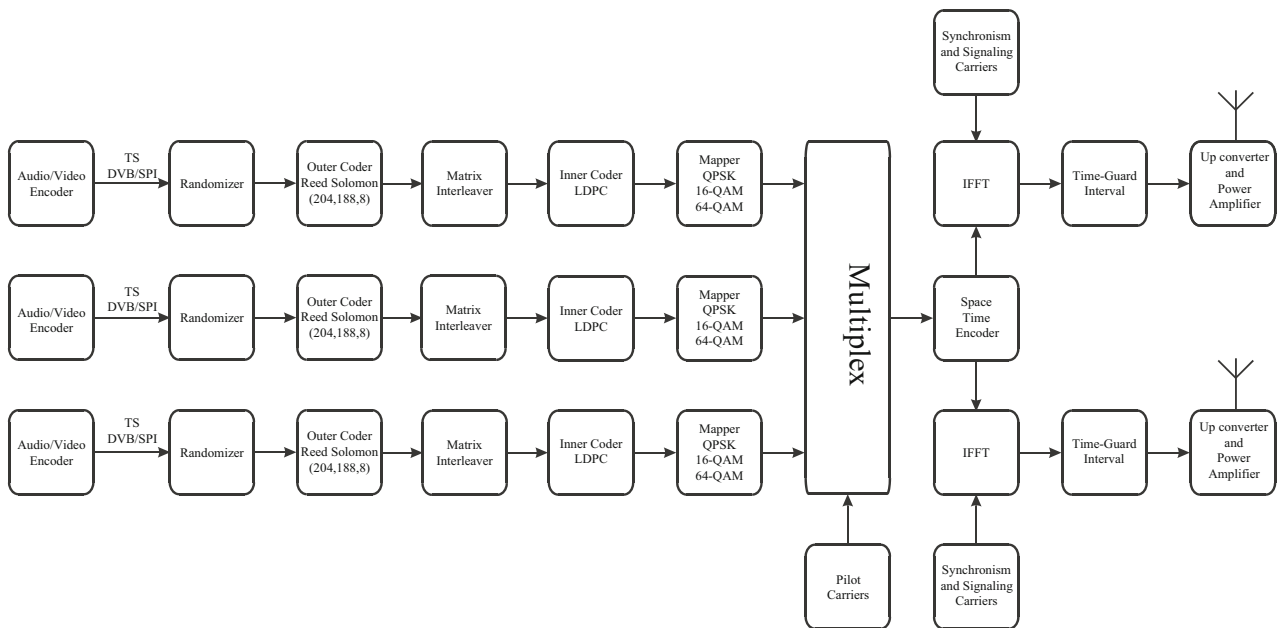 Synchronism
and Signaling
Carriers
Audio/Video
Encoder
TS
DVB/SPI
Randomizer
Outer Coder
Reed Solomon
(204,188,8)
Matrix
Interleaver
Inner Coder
LDPC
Mapper
QPSK
16-QAM
64-QAM
IFFT
Time-Guard
Interval
Up converter
and
Power
Amplifier
Audio/Video
Encoder
TS
DVB/SPI
Randomizer
Outer Coder
Reed Solomon
(204,188,8)
Matrix
Interleaver
Inner Coder
LDPC
Mapper
QPSK
16-QAM
64-QAM
Multiplex
Space
Time
Encoder
Audio/Video
Encoder
TS
DVB/SPI
Randomizer
Outer Coder
Reed Solomon
(204,188,8)
Matrix
Interleaver
Inner Coder
LDPC
Mapper
QPSK
16-QAM
64-QAM
IFFT
Time-Guard
Interval
Up converter
and
Power
Amplifier
Pilot
Carriers
Synchronism
and Signaling
Carriers